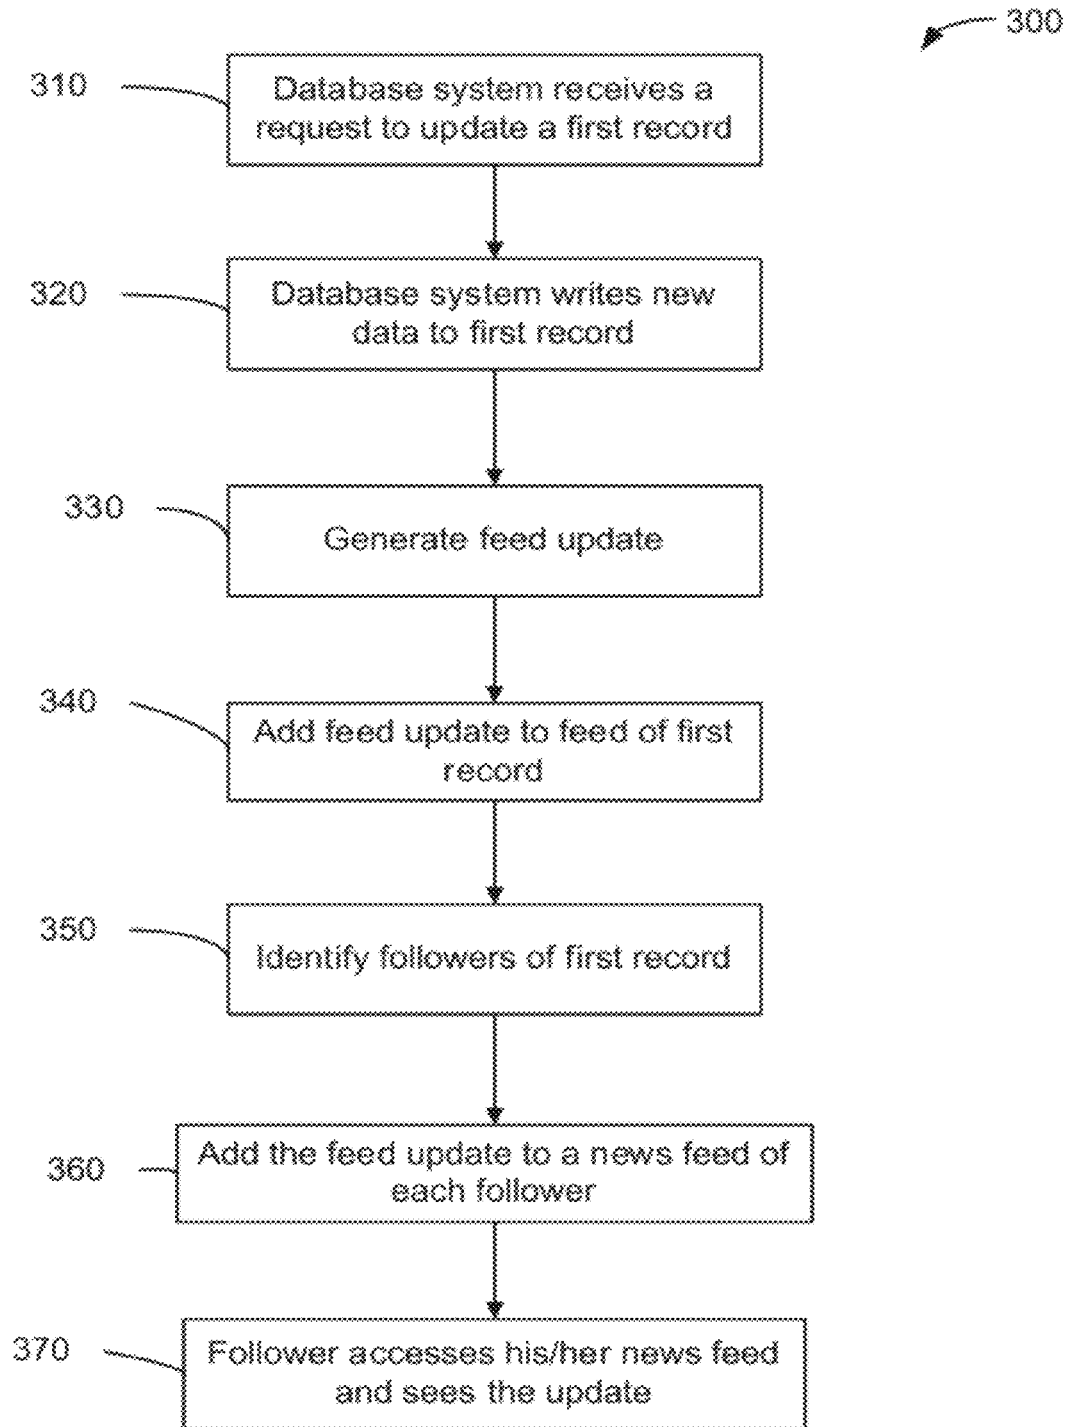 300
310
Database system receives a
request to update a first record
320
Database system writes new
data to first record
330
Generate feed update
340
Add feed update to feed of first
record
350
Identify followers of first record
360
Add the feed update to a news feed of
each follower
370
Follower accesses his/her news feed
and sees the update